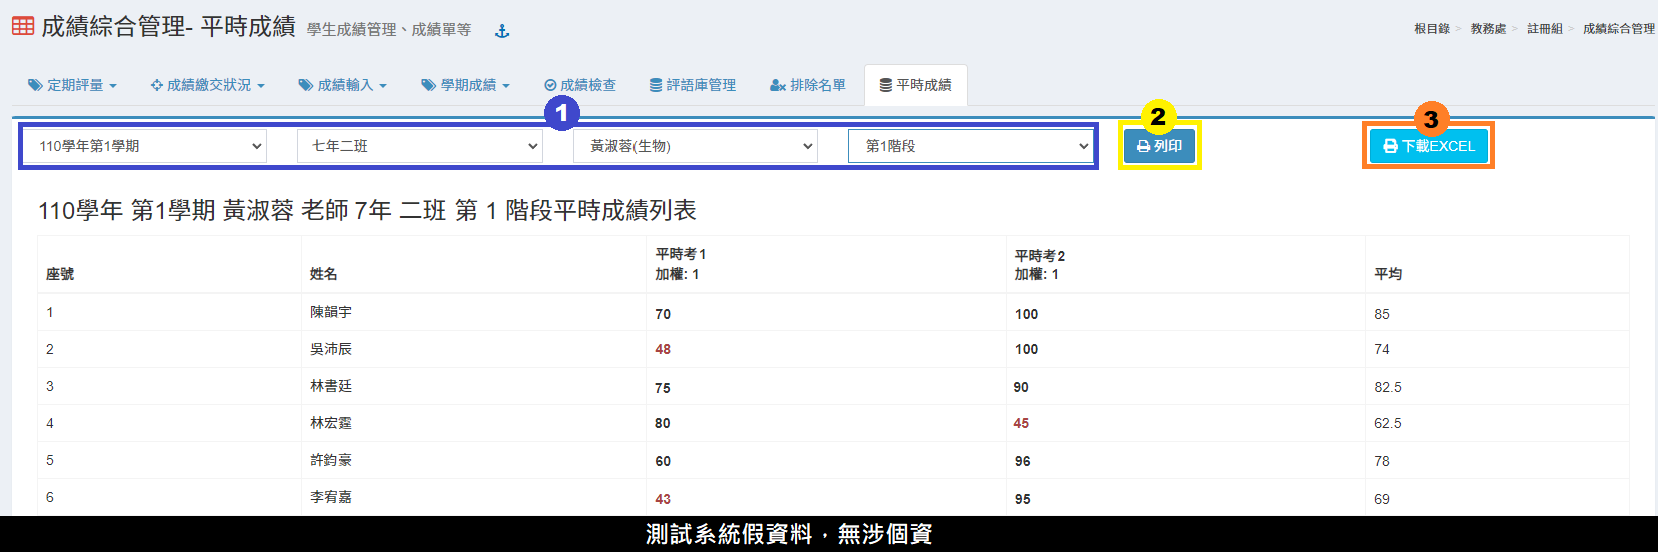 成績綜合管理- 平時成績 學生成績管理、成績單等
根目錄 > 教務處 > 註冊組 > 成績綜合管理
定期評量 成績繳交狀況 成績輸入 學期成績 成績檢查 評語庫管理 排除名單 平時成績
1 2 3
110學年第1學期 七年二班 黃淑蓉(生物) 第1階段 列印 下載EXCEL
110學年 第1學期 黃淑蓉 老師 7年 二班 第 1 階段平時成績列表
座號 姓名 平時考1 加權: 1 平時考2 加權: 1 平均
1 陳韻宇 70 100 85
2 吳沛辰 48 100 74
3 林書廷 75 90 82.5
4 林宏霆 80 45 62.5
5 許鈞豪 60 96 78
6 李宥嘉 43 95 69
測試系統假資料，無涉個資